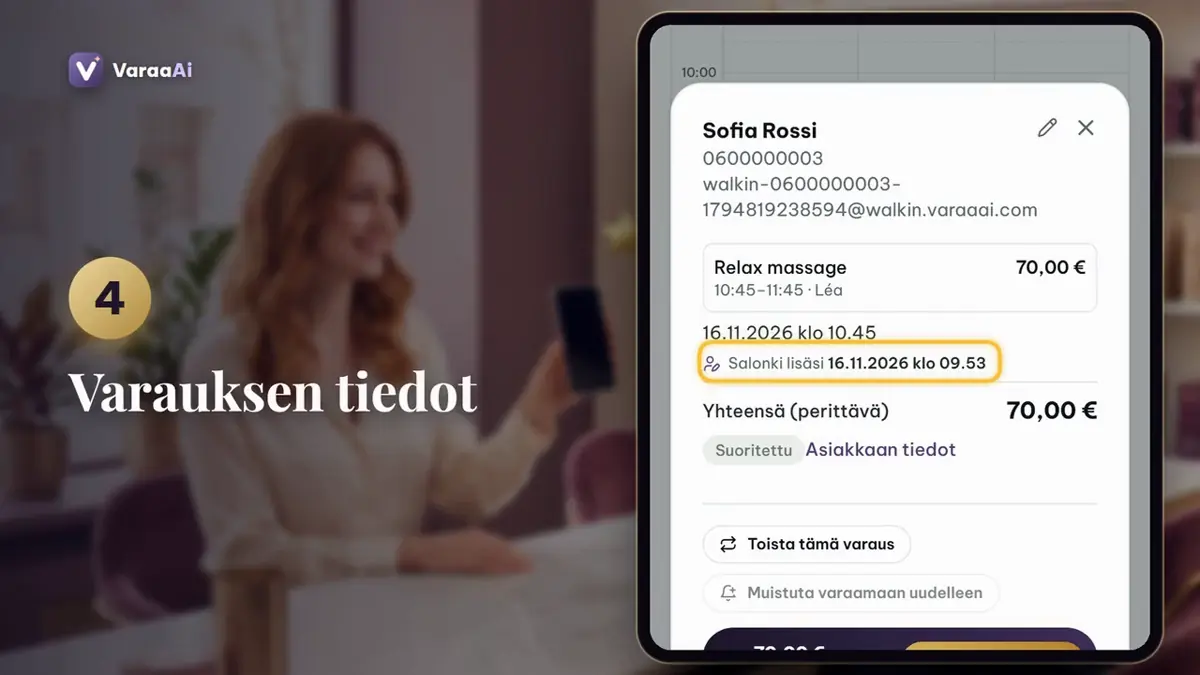 VaraaAi
4
Varauksen tiedot
10:00
Sofia Rossi
0600000003
walkin-0600000003-
1794819238594@walkin.varaaai.com
Relax massage 70,00 €
10:45–11:45 · Léa
16.11.2026 klo 10.45
Salonki lisäsi 16.11.2026 klo 09.53
Yhteensä (perittävä) 70,00 €
Suoritettu Asiakkaan tiedot
Toista tämä varaus
Muistuta varaamaan uudelleen